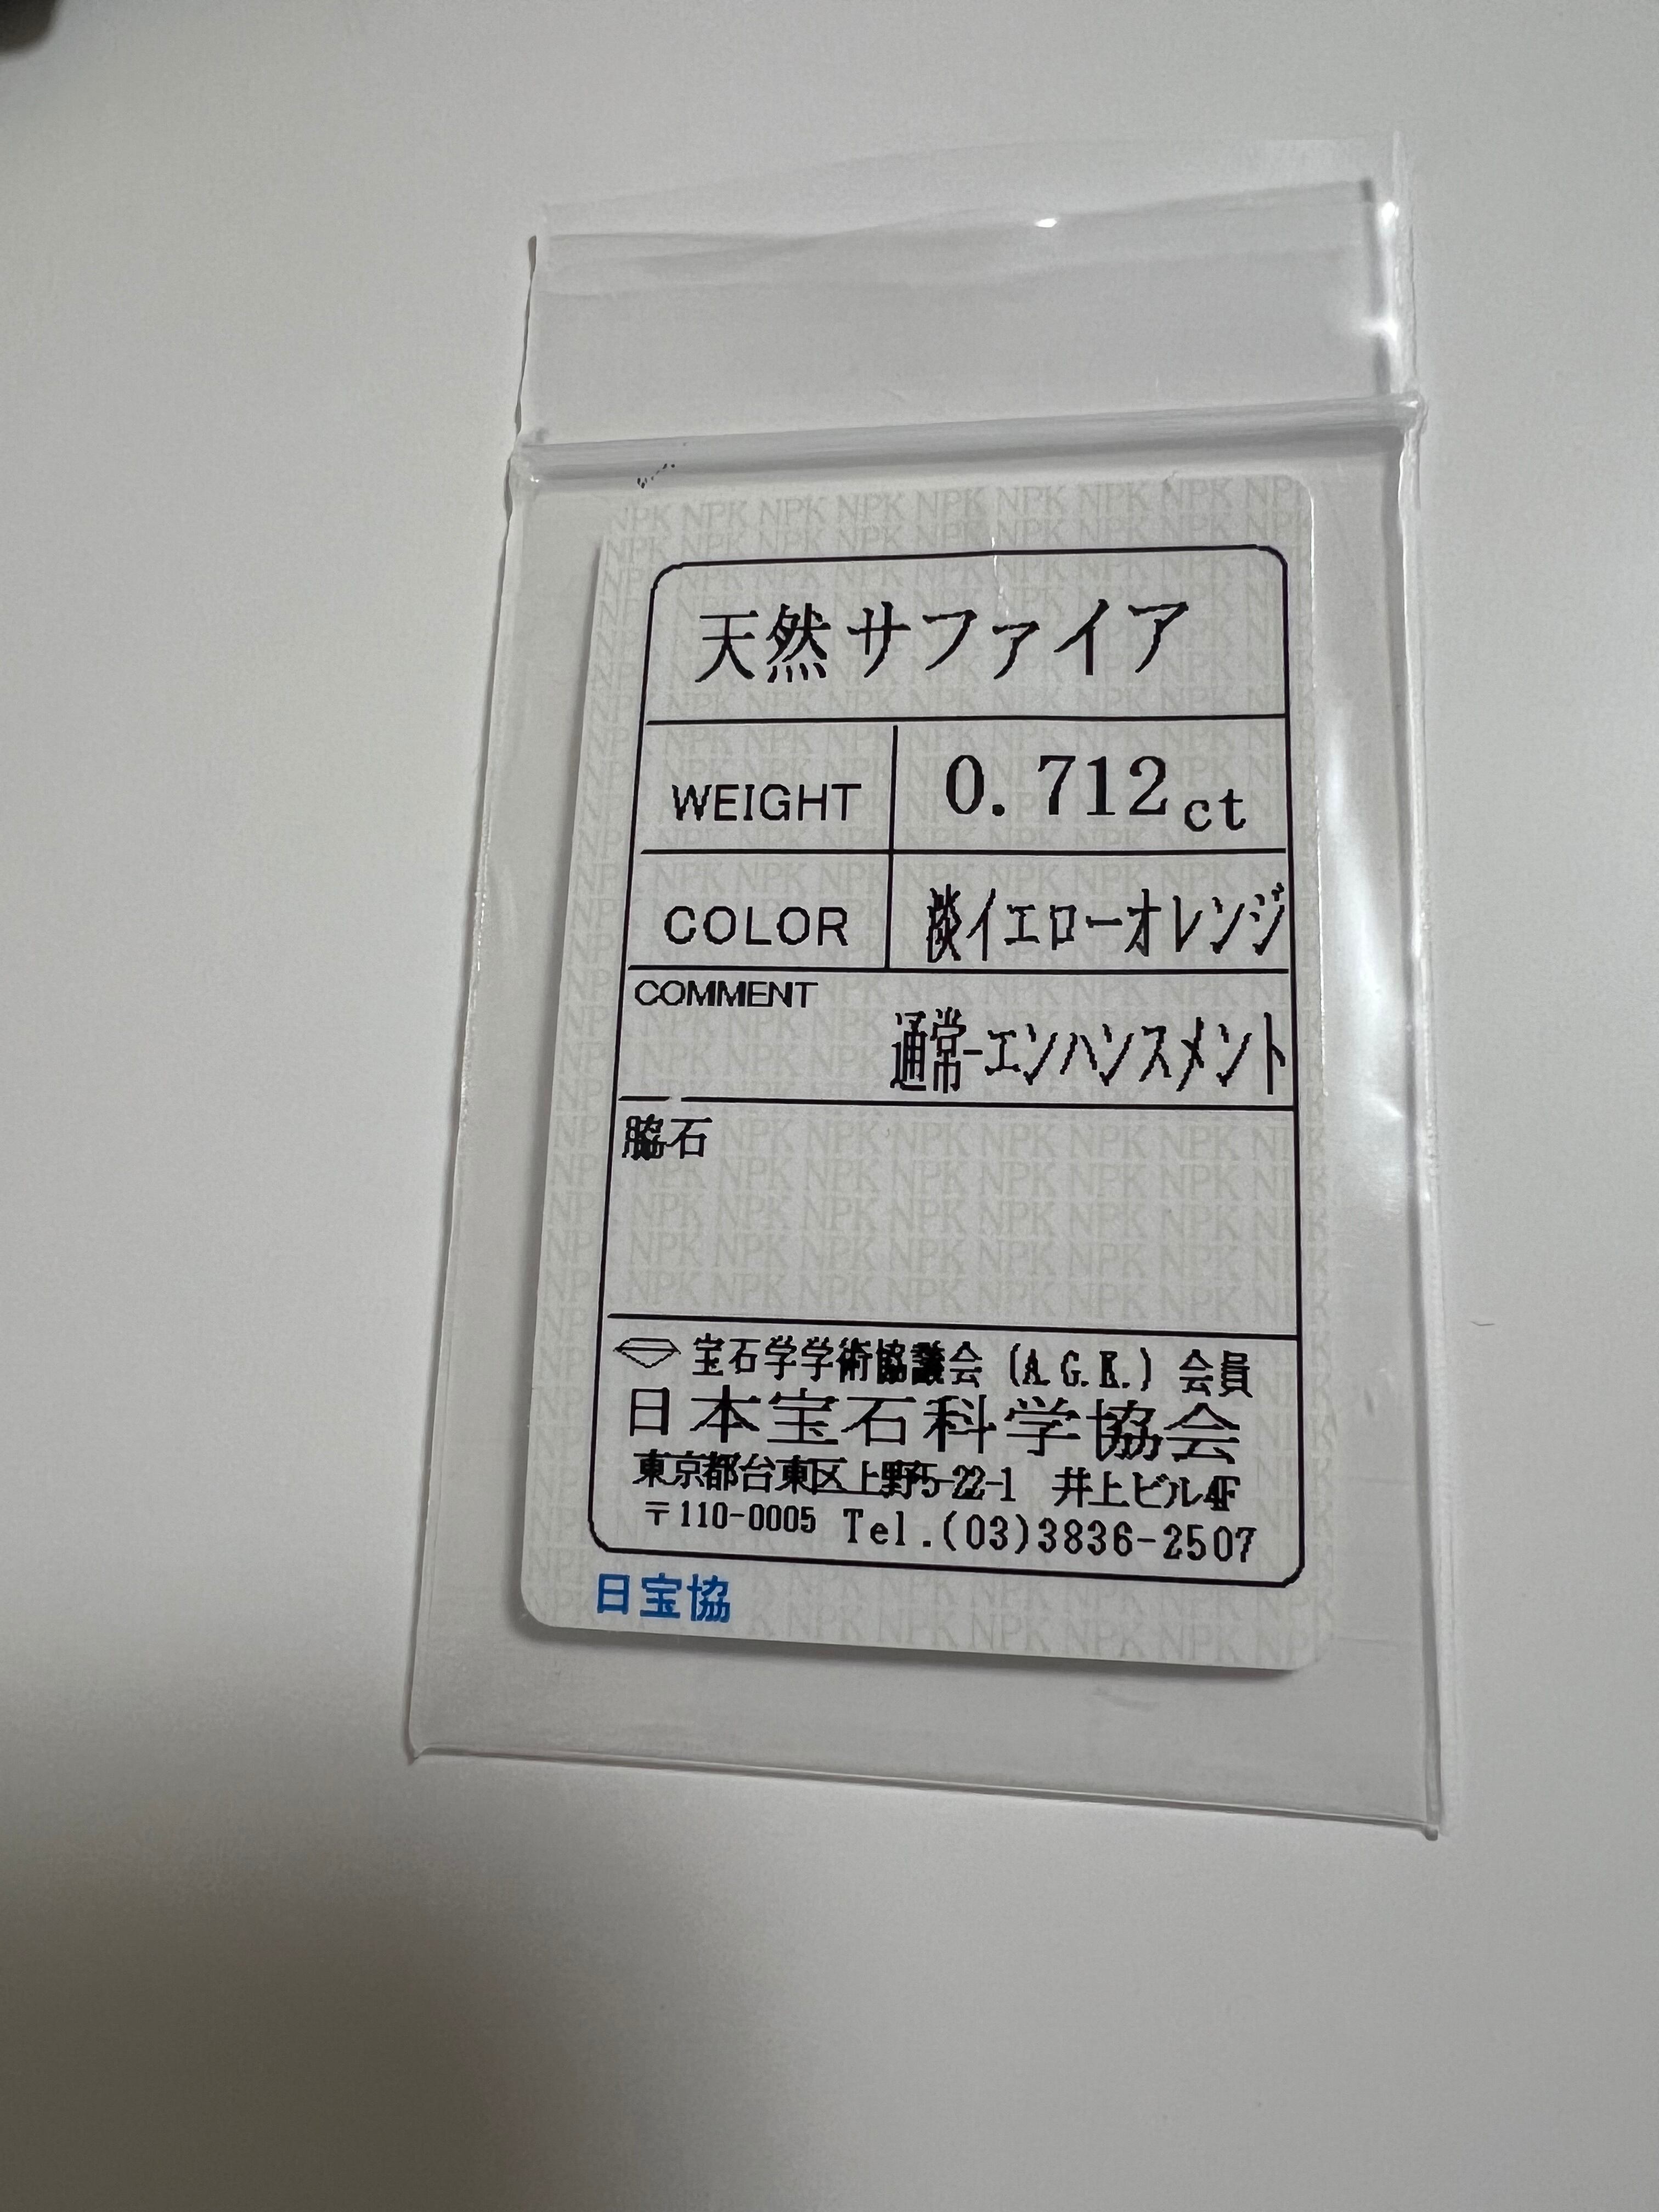 天然サファイア
WEIGHT 0.712ct
COLOR 淡イエローオレンジ
COMMENT
通常-エンハンスメント
脇石
宝石学学術協議会 (A.G.K.) 会員
日本宝石科学協会
東京都台東区上野5-22-1 井上ビル4F
〒110-0005 Tel.(03)3836-2507
日宝協